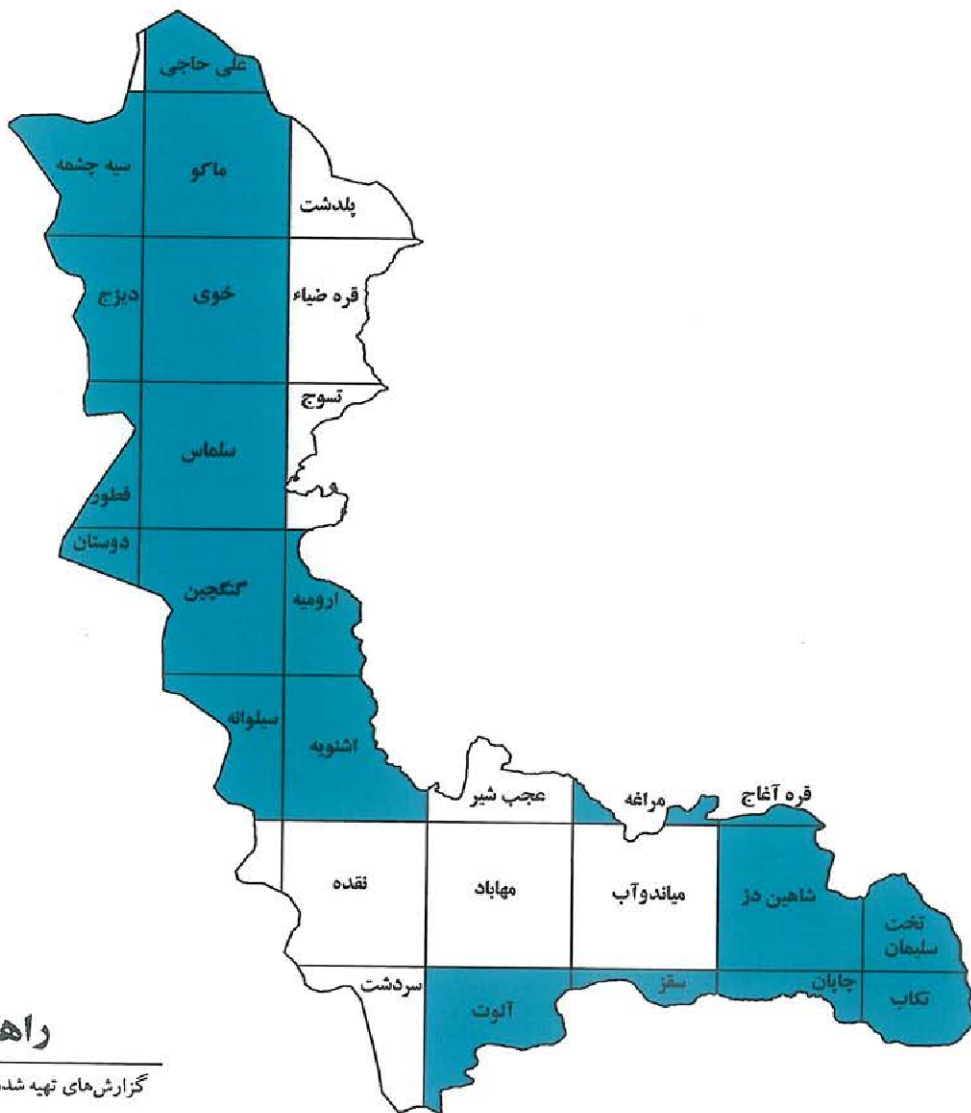 علی حاجی
سیه چشمه
ماکو
پلدشت
دیزج
خوی
قره ضیاء
تسوج
سلماس
قطور
دوستان
گنگچین
ارومیه
سیلوانه
اشنویه
عجب شیر
مراغه
قره آغاج
نقده
مهاباد
میاندوآب
شاهین دژ
تخت
سلیمان
سردشت
آلوت
سقز
چاپان
تکاب
راه
گزارش‌های تهیه شد